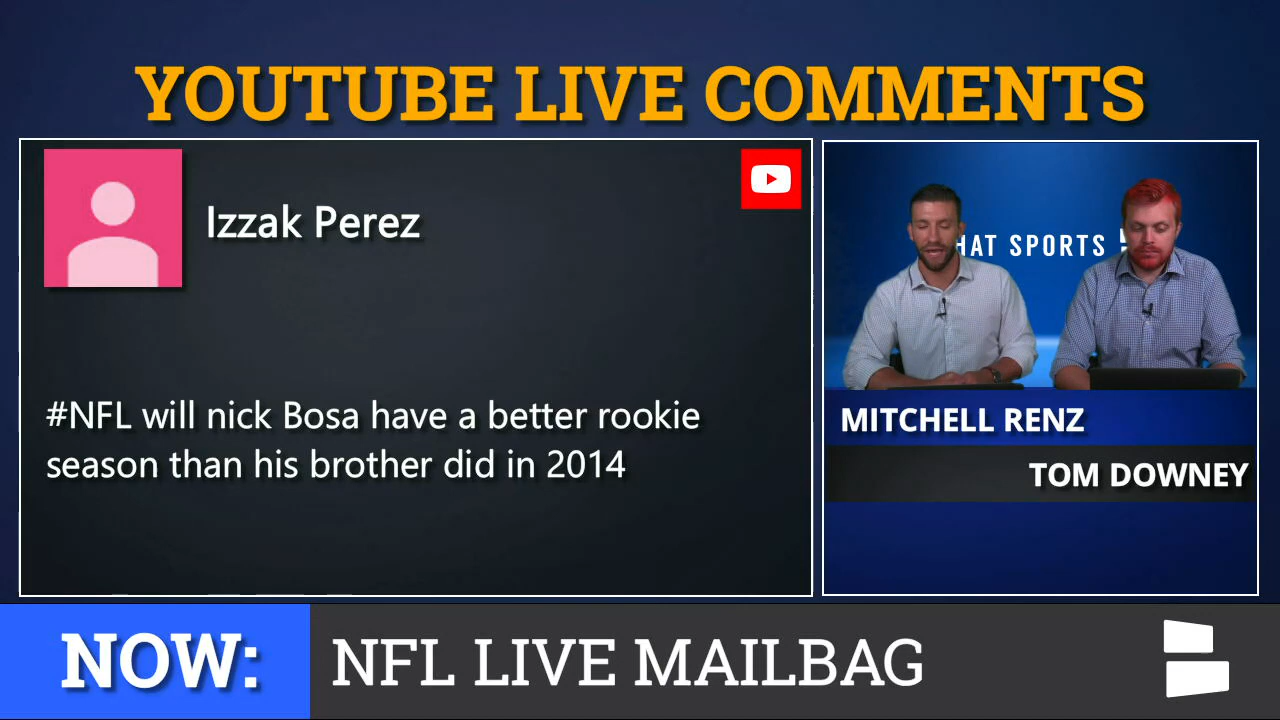 YOUTUBE LIVE COMMENTS
Izzak Perez
#NFL will nick Bosa have a better rookie
season than his brother did in 2014
HAT SPORTS
MITCHELL RENZ
TOM DOWNEY
NOW:
NFL LIVE MAILBAG